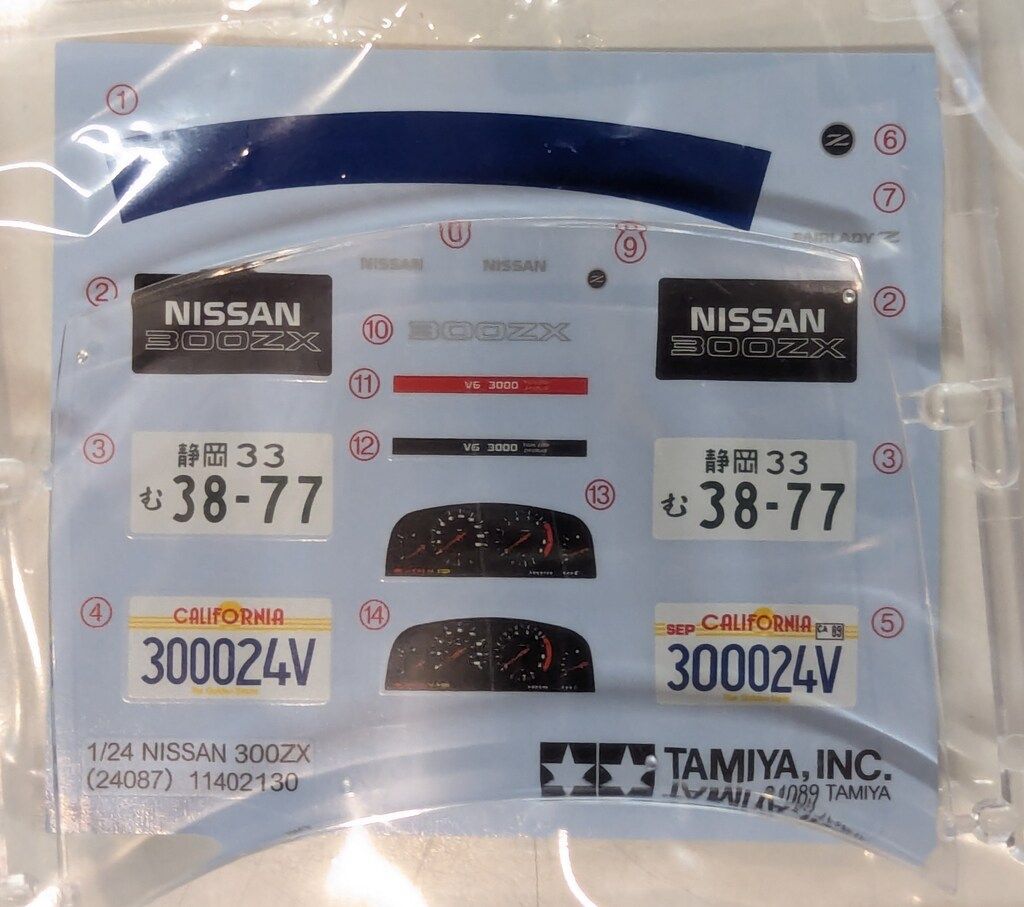 ①
⑥
⑦
FAIRLADY Z
⑨
NISSAN NISSAN Z
②
NISSAN
300ZX
②
NISSAN
300ZX
⑩ 300ZX
⑪ V6 3000
⑫ V6 3000
③
静岡 33
む 38-77
③
静岡 33
む 38-77
⑬
④
CALIFORNIA
300024V
⑭
⑤
SEP CALIFORNIA CA 89
300024V
1/24 NISSAN 300ZX
(24087) 11402130
TAMIYA, INC.
TAMIYA